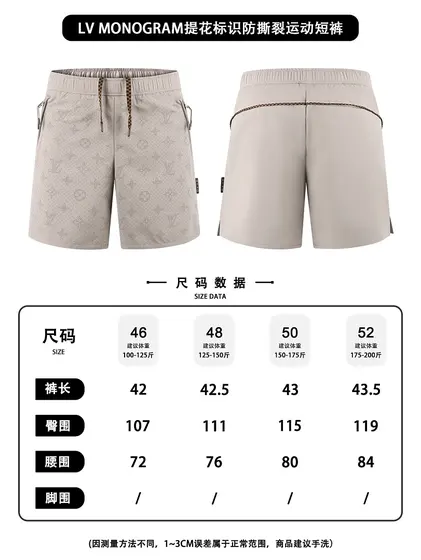 LV MONOGRAM提花标识防撕裂运动短裤
尺码数据
SIZE DATA
尺码 46 48 50 52
SIZE 建议体重 建议体重 建议体重 建议体重
100-125斤 125-150斤 150-175斤 175-200斤
裤长 42 42.5 43 43.5
臀围 107 111 115 119
腰围 72 76 80 84
脚围 / / / /
(因测量方法不同，1~3CM误差属于正常范围，商品建议手洗)